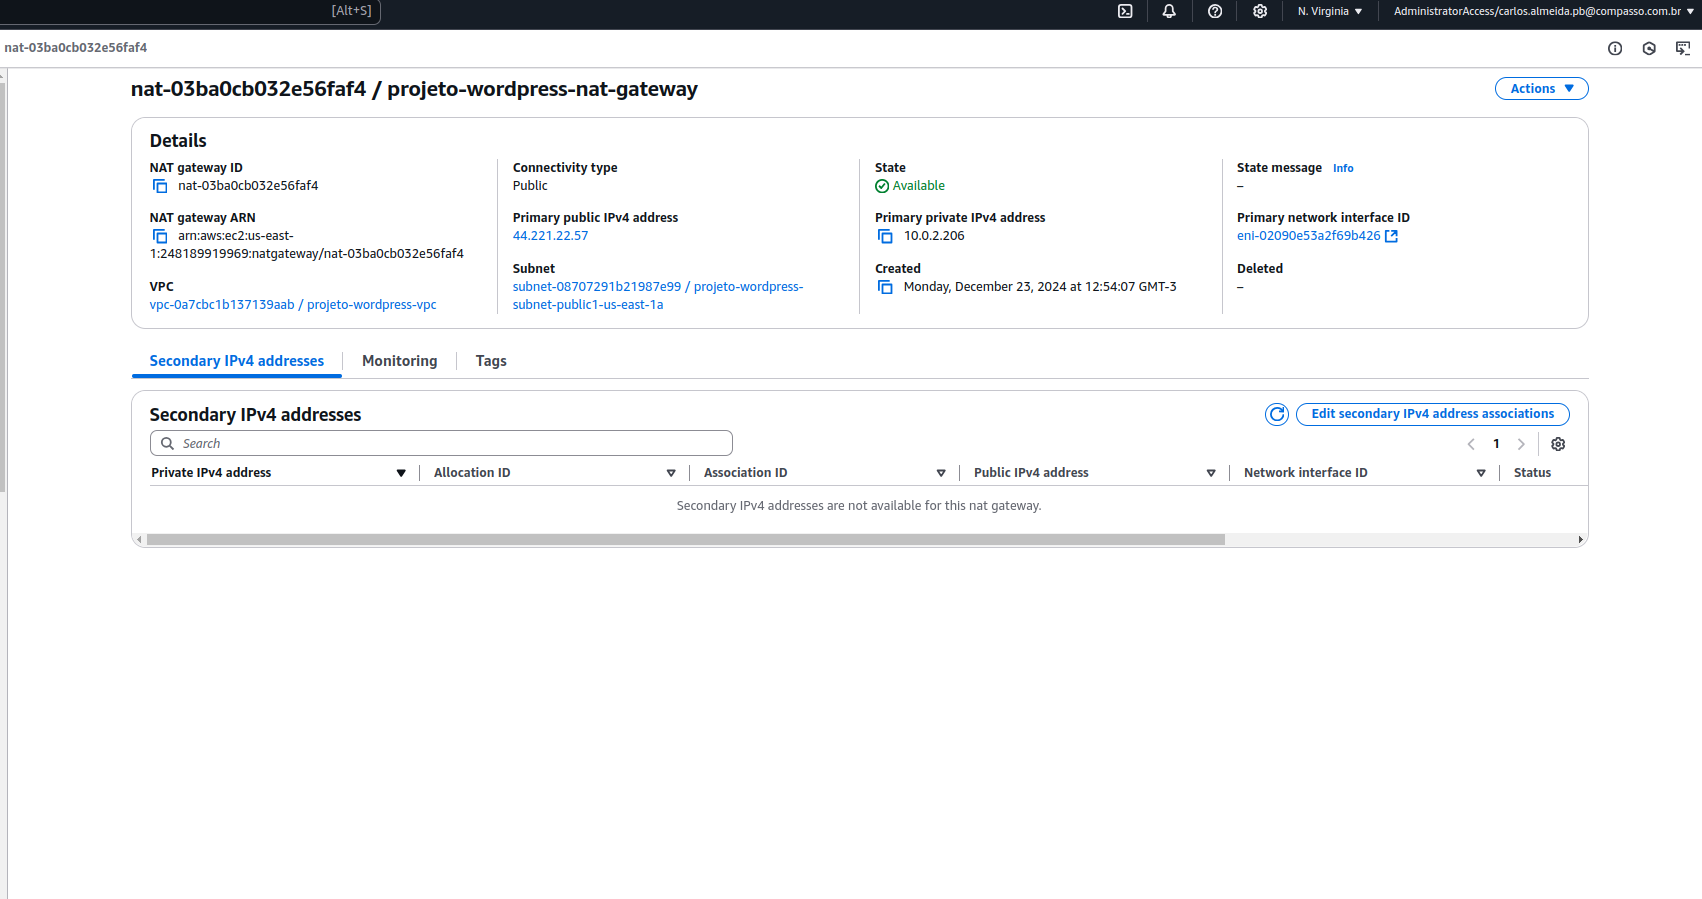 [Alt+S]
N. Virginia
AdministratorAccess/carlos.almeida.pb@compasso.com.br
nat-03ba0cb032e56faf4
nat-03ba0cb032e56faf4 / projeto-wordpress-nat-gateway
Actions
Details
NAT gateway ID
nat-03ba0cb032e56faf4
NAT gateway ARN
arn:aws:ec2:us-east-
1:248189919969:natgateway/nat-03ba0cb032e56faf4
VPC
vpc-0a7cbc1b137139aab / projeto-wordpress-vpc
Connectivity type
Public
Primary public IPv4 address
44.221.22.57
Subnet
subnet-08707291b21987e99 / projeto-wordpress-
subnet-public1-us-east-1a
State
Available
Primary private IPv4 address
10.0.2.206
Created
Monday, December 23, 2024 at 12:54:07 GMT-3
State message Info
–
Primary network interface ID
eni-02090e53a2f69b426
Deleted
–
Secondary IPv4 addresses
Monitoring
Tags
Secondary IPv4 addresses
Edit secondary IPv4 address associations
Search
1
Private IPv4 address
Allocation ID
Association ID
Public IPv4 address
Network interface ID
Status
Secondary IPv4 addresses are not available for this nat gateway.